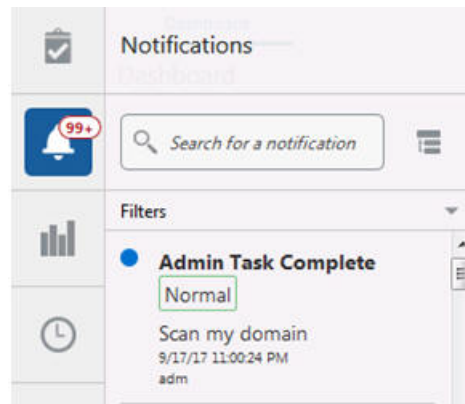 Notifications
Dashboard
99+
Search for a notification
Filters
Admin Task Complete
Normal
Scan my domain
9/17/17 11:00:24 PM
adm